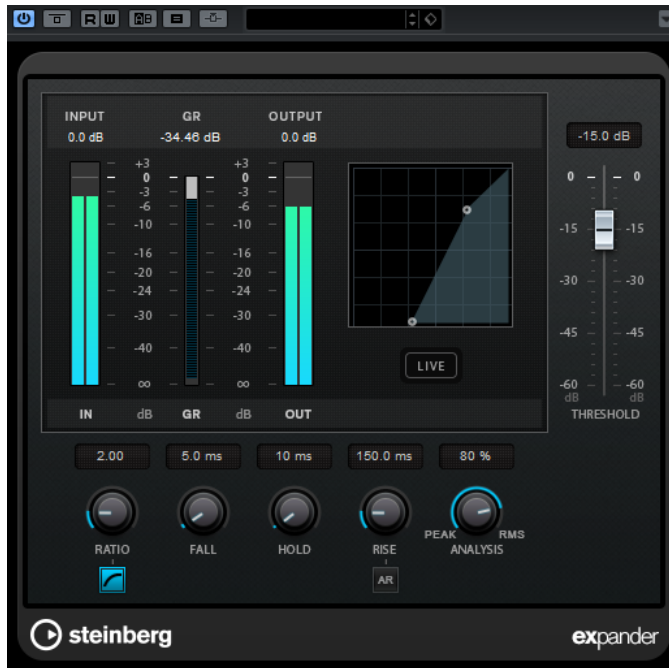 R W AB
INPUT GR OUTPUT
0.0 dB -34.46 dB 0.0 dB
-15.0 dB
+3 +3
0 0
-3 -3
-6 -6
-10 -10
-16 -16
-20 -20
-24 -24
-30 -30
-40 -40
∞ ∞
0 0
-15 -15
-30 -30
-45 -45
-60 -60
dB dB
THRESHOLD
LIVE
IN dB GR dB OUT
2.00 5.0 ms 10 ms 150.0 ms 80 %
PEAK RMS
RATIO FALL HOLD RISE ANALYSIS
AR
steinberg expander